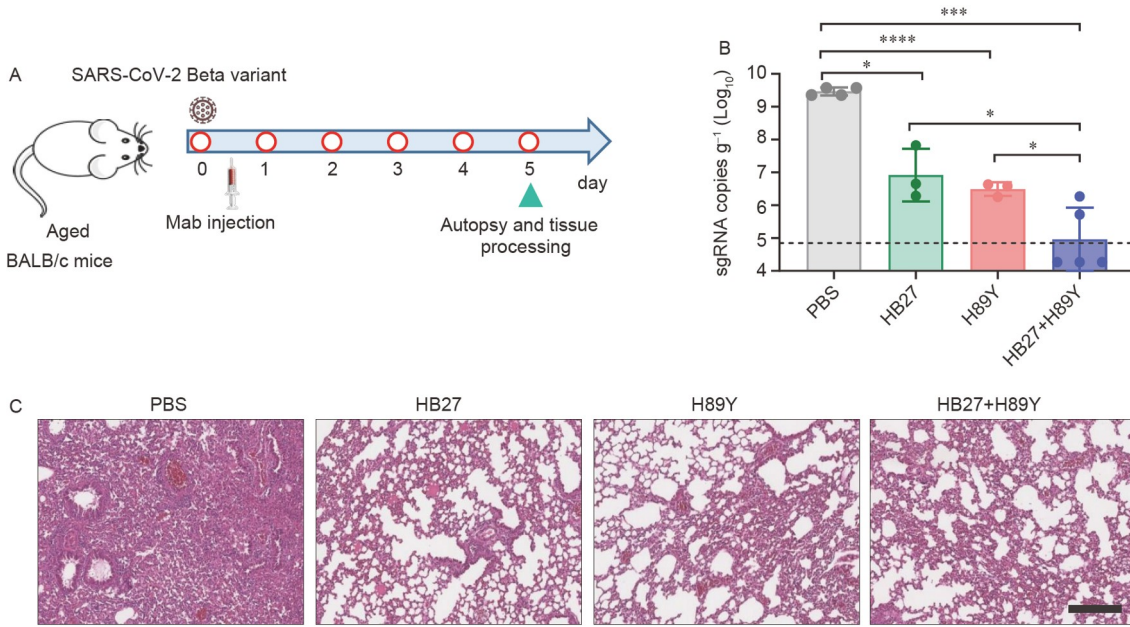 A
SARS-CoV-2 Beta variant
0
1
2
3
4
5
day
Mab injection
Autopsy and tissue
processing
Aged
BALB/c mice
B
***
****
*
*
*
sgRNA copies g⁻¹ (Log₁₀)
10
9
7
6
5
4
PBS
HB27
H89Y
HB27+H89Y
C
PBS
HB27
H89Y
HB27+H89Y